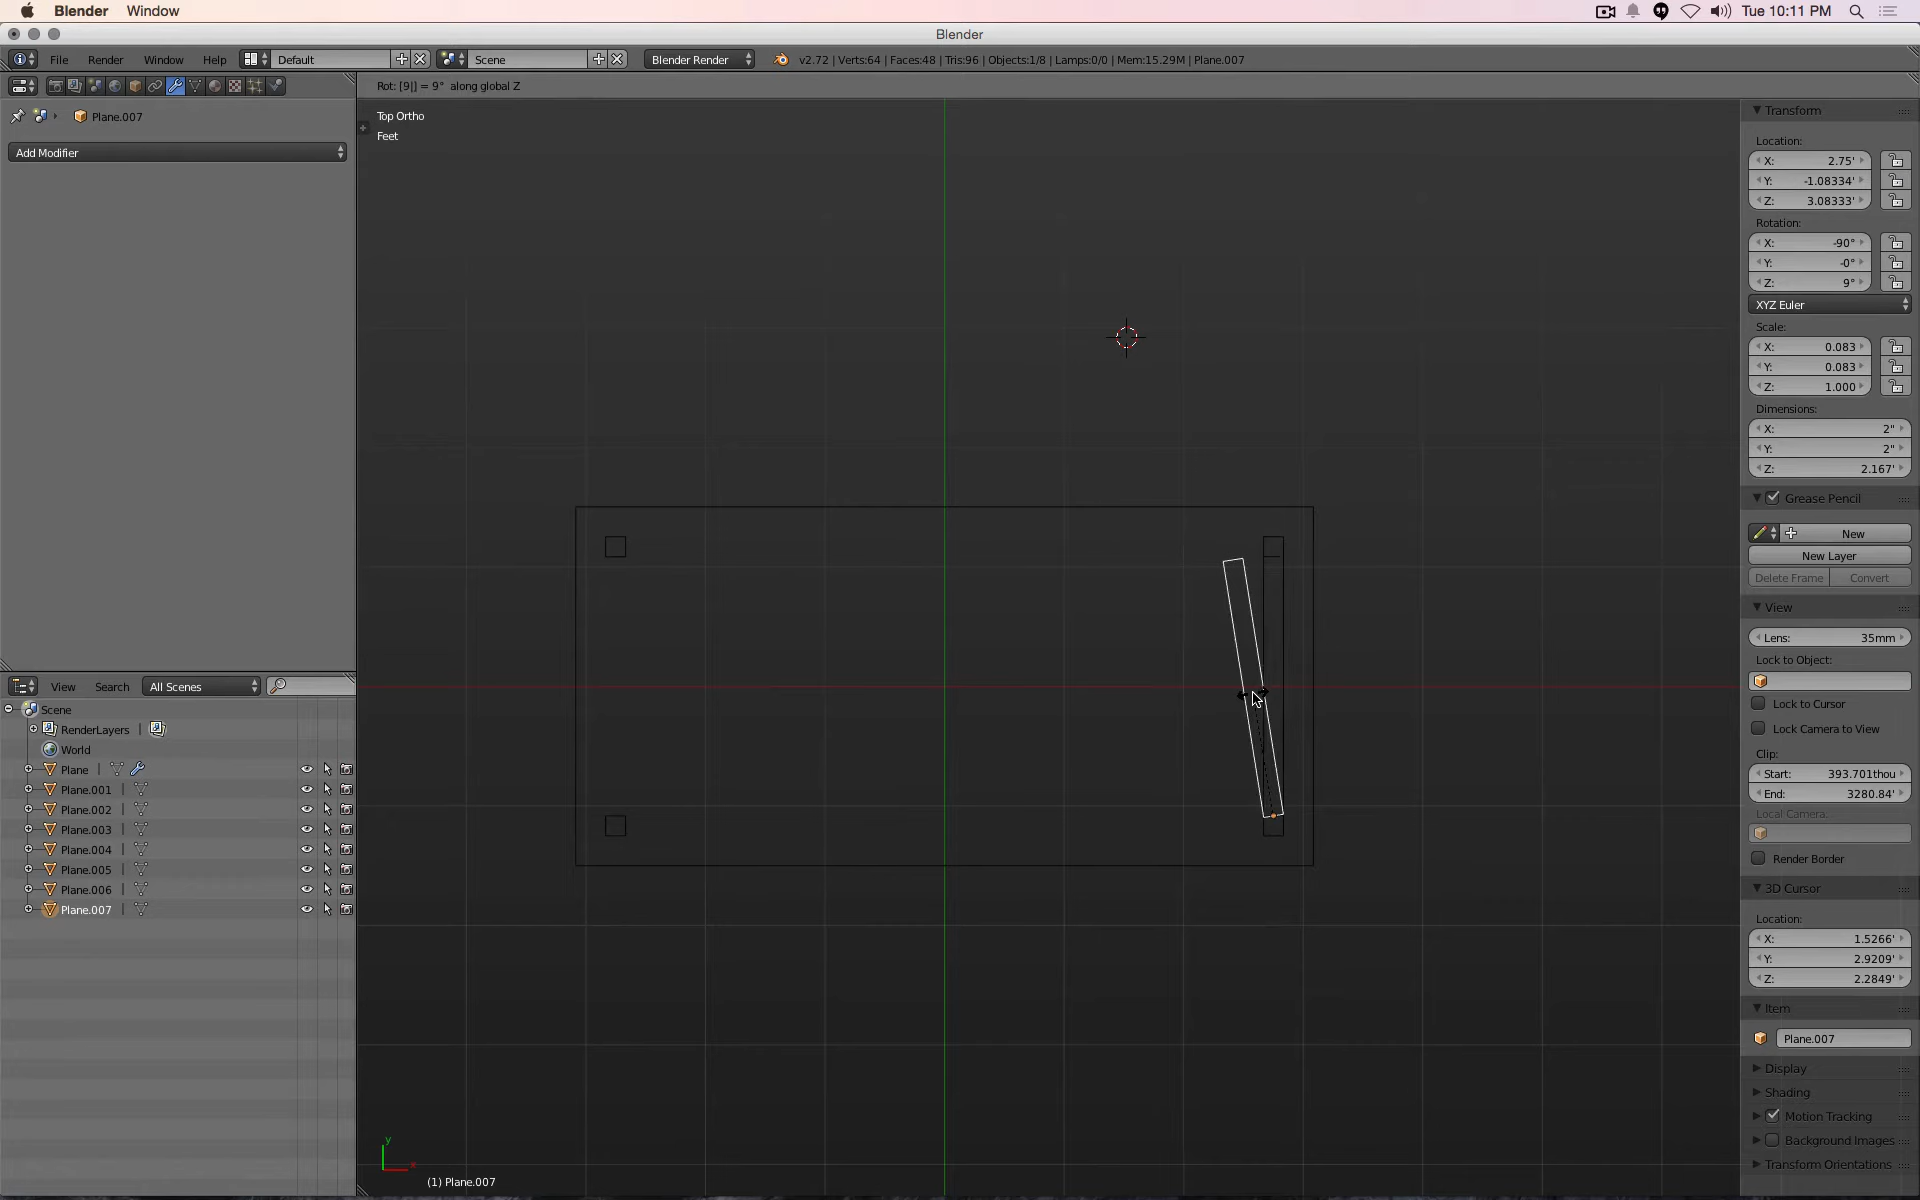 Blender Window Tue 10:11 PM
Blender
Default Scene Blender Render v2.72 | Verts:64 | Faces:48 | Tris:96 | Objects:1/8 | Lamps:0/0 | Mem:15.29M | Plane.007
File Render Window Help
Rot: [9|] = 9° along global Z
Plane.007
Add Modifier
Top Ortho
Feet
y
x
(1) Plane.007
View Search All Scenes
Scene
RenderLayers |
World
Plane |
Plane.001 |
Plane.002 |
Plane.003 |
Plane.004 |
Plane.005 |
Plane.006 |
Plane.007 |
Transform
Location:
X: 2.75'
Y: -1.08334'
Z: 3.08333'
Rotation:
X: -90°
Y: -0°
Z: 9°
XYZ Euler
Scale:
X: 0.083
Y: 0.083
Z: 1.000
Dimensions:
X: 2"
Y: 2"
Z: 2.167'
Grease Pencil
New
New Layer
Delete Frame Convert
View
Lens: 35mm
Lock to Object:
Lock to Cursor
Lock Camera to View
Clip:
Start: 393.701thou
End: 3280.84'
Local Camera:
Render Border
3D Cursor
Location:
X: 1.5266'
Y: 2.9209'
Z: 2.2849'
Item
Plane.007
Display
Shading
Motion Tracking
Background Images
Transform Orientations